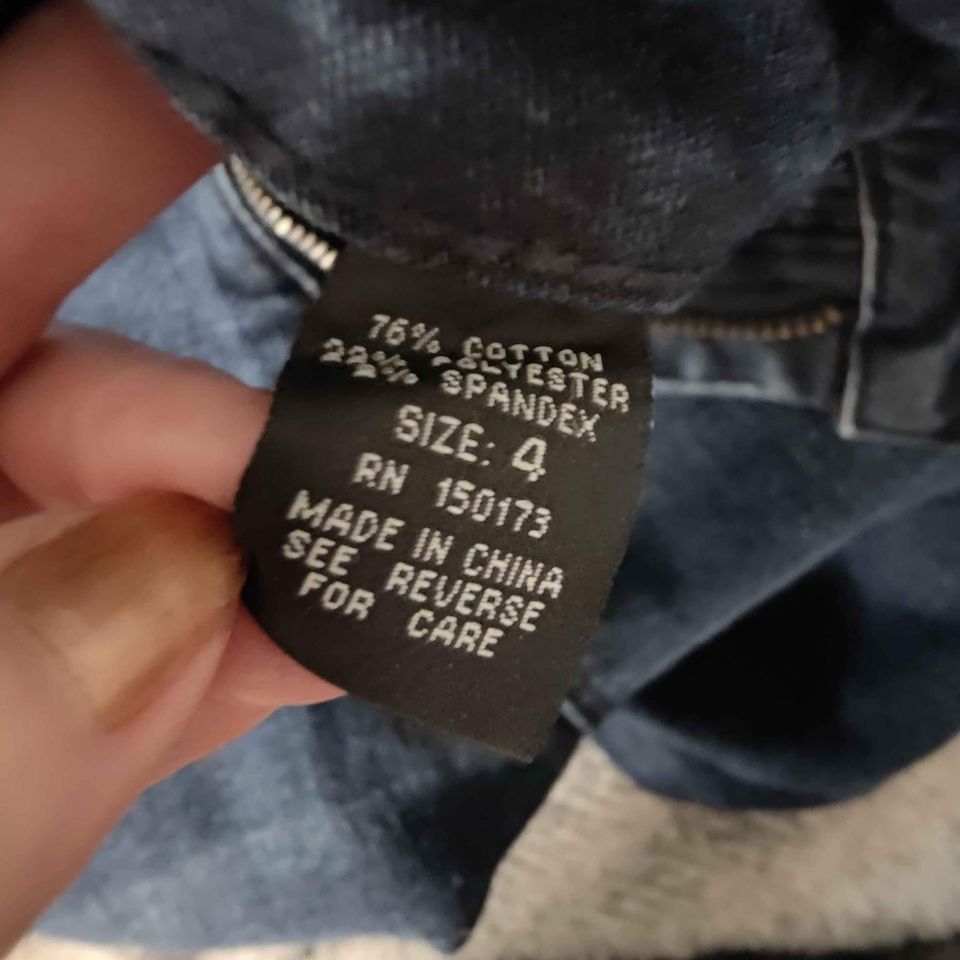 76% COTTON
22% POLYESTER
2% SPANDEX
SIZE: 4
RN 150173
MADE IN CHINA
SEE REVERSE
FOR CARE